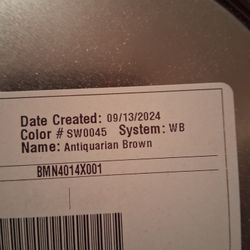 Date Created: 09/13/2024
Color # SW0045 System: WB
Name: Antiquarian Brown
BMN4014X001